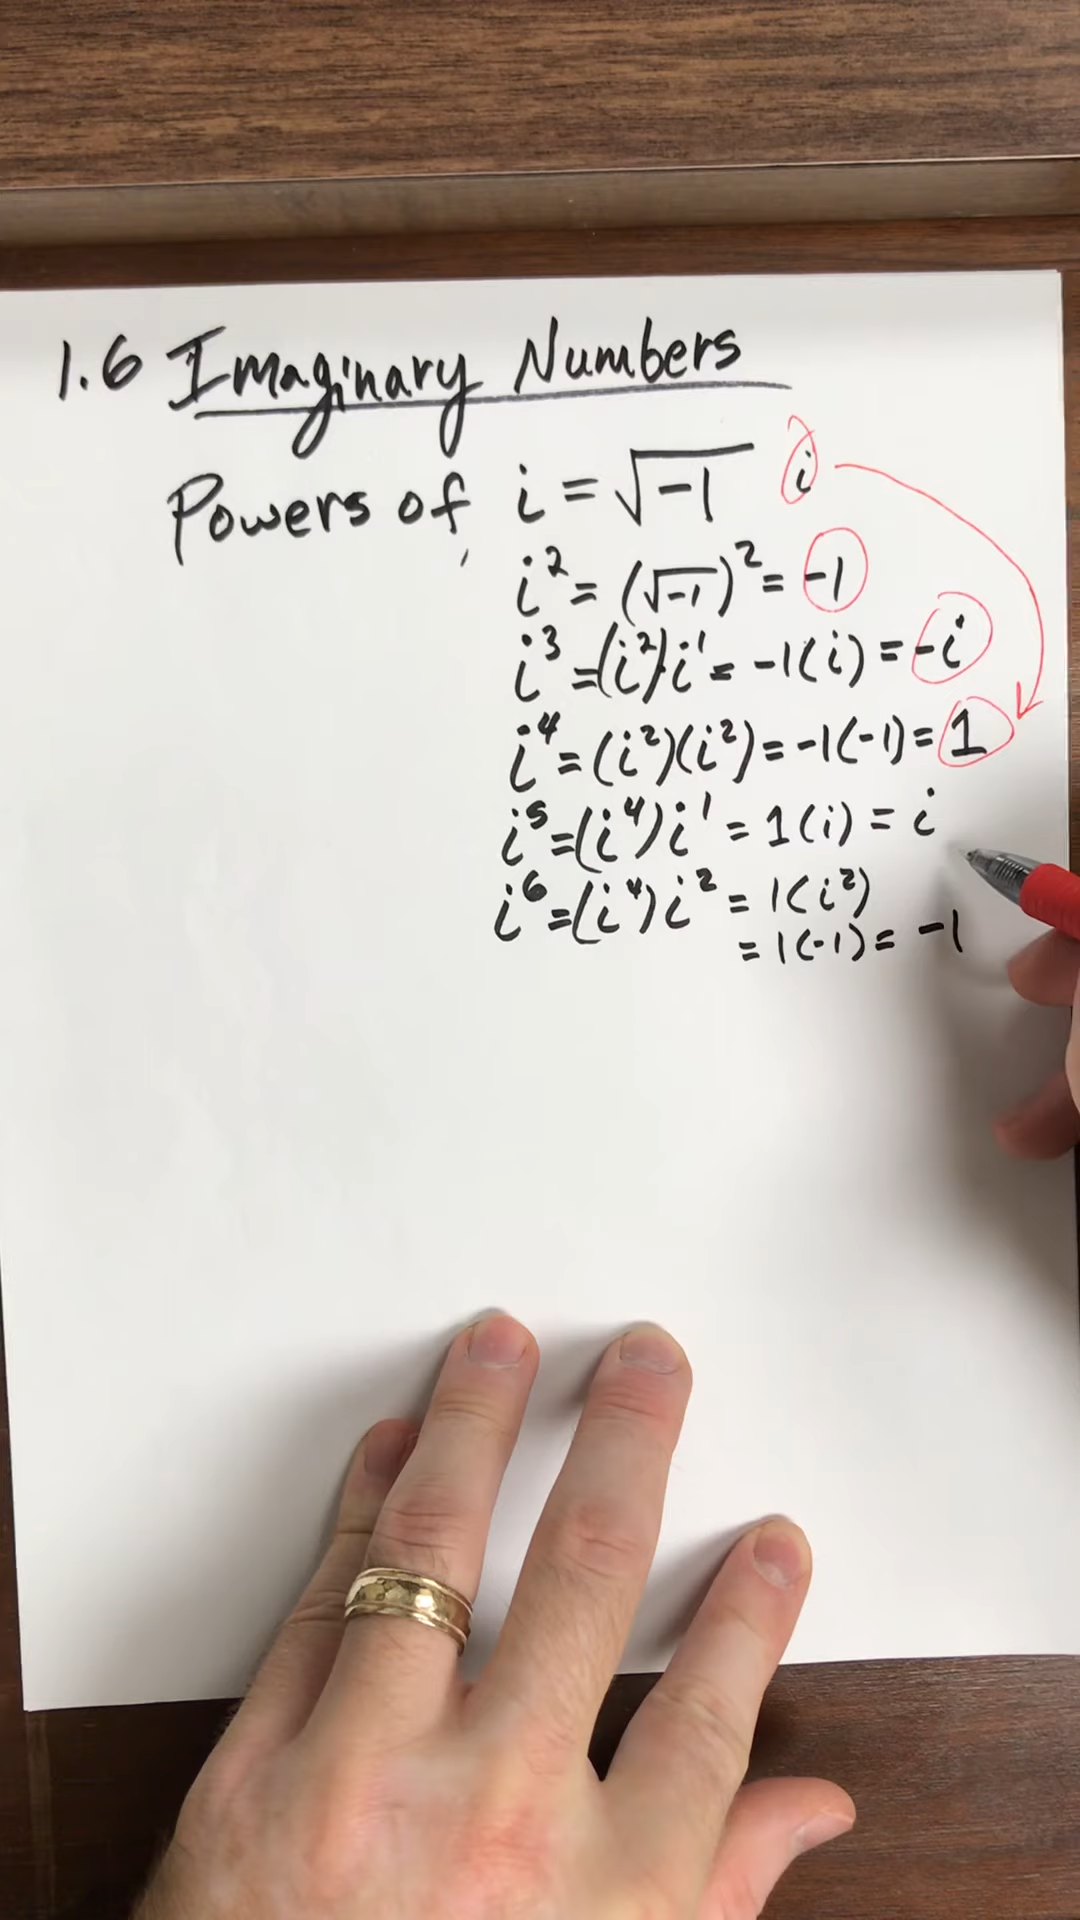 1.6 Imaginary Numbers
Powers of i = √-1 i
i² = (√-1)² = -1
i³ = (i²)·i¹ = -1(i) = -i
i⁴ = (i²)(i²) = -1(-1) = 1
i⁵ = (i⁴)i¹ = 1(i) = i
i⁶ = (i⁴)i² = 1(i²)
= 1(-1) = -1